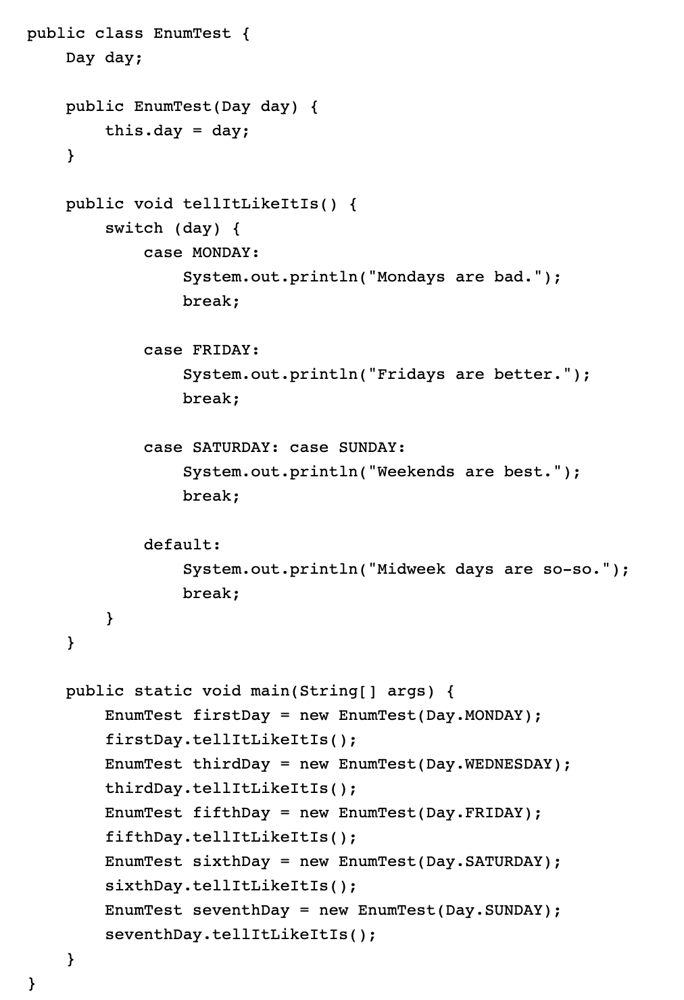 public class EnumTest {
    Day day;

    public EnumTest(Day day) {
        this.day = day;
    }

    public void tellItLikeItIs() {
        switch (day) {
            case MONDAY:
                System.out.println("Mondays are bad.");
                break;

            case FRIDAY:
                System.out.println("Fridays are better.");
                break;

            case SATURDAY: case SUNDAY:
                System.out.println("Weekends are best.");
                break;

            default:
                System.out.println("Midweek days are so-so.");
                break;
        }
    }

    public static void main(String[] args) {
        EnumTest firstDay = new EnumTest(Day.MONDAY);
        firstDay.tellItLikeItIs();
        EnumTest thirdDay = new EnumTest(Day.WEDNESDAY);
        thirdDay.tellItLikeItIs();
        EnumTest fifthDay = new EnumTest(Day.FRIDAY);
        fifthDay.tellItLikeItIs();
        EnumTest sixthDay = new EnumTest(Day.SATURDAY);
        sixthDay.tellItLikeItIs();
        EnumTest seventhDay = new EnumTest(Day.SUNDAY);
        seventhDay.tellItLikeItIs();
    }
}